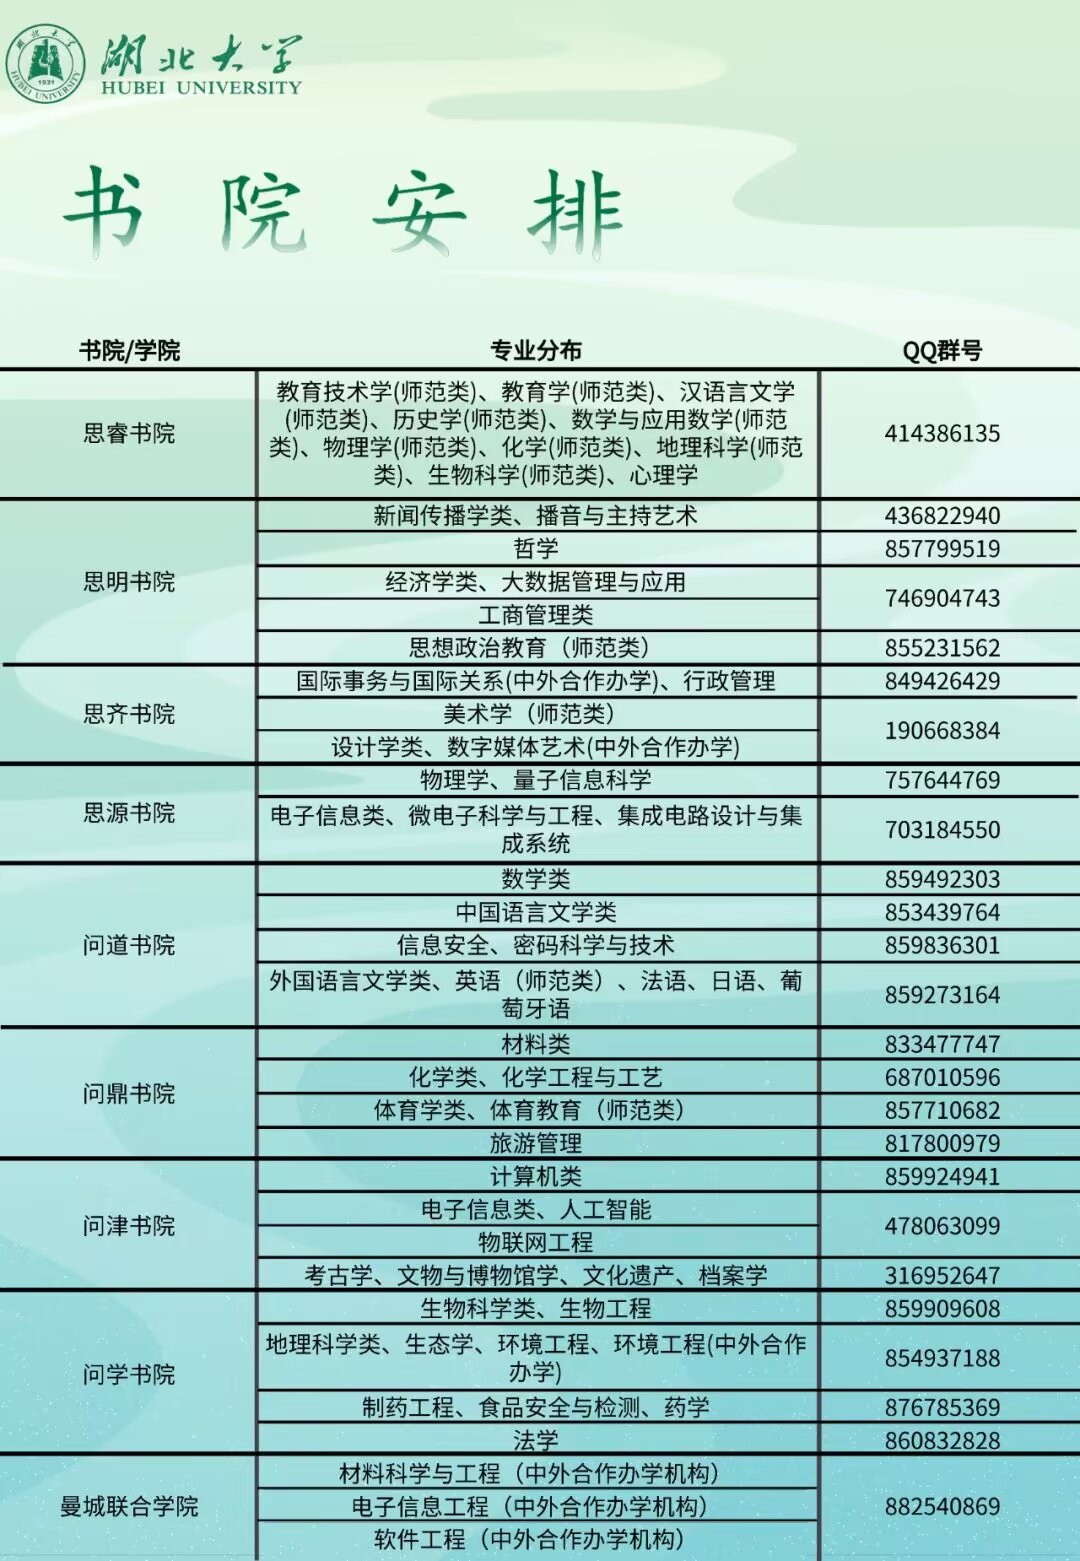 湖北大学
HUBEI UNIVERSITY
湖北大学
1931
HUBEI UNIVERSITY
书院安排
书院/学院 专业分布 QQ群号
教育技术学(师范类)、教育学(师范类)、汉语言文学
(师范类)、历史学(师范类)、数学与应用数学(师范
思睿书院 414386135
类)、物理学(师范类)、化学(师范类)、地理科学(师范
类)、生物科学(师范类)、心理学
新闻传播学类、播音与主持艺术 436822940
哲学 857799519
思明书院 经济学类、大数据管理与应用
746904743
工商管理类
思想政治教育（师范类） 855231562
国际事务与国际关系(中外合作办学)、行政管理 849426429
思齐书院 美术学（师范类）
190668384
设计学类、数字媒体艺术(中外合作办学)
物理学、量子信息科学 757644769
思源书院 电子信息类、微电子科学与工程、集成电路设计与集
703184550
成电系统
数学类 859492303
中国语言文学类 853439764
问道书院 信息安全、密码科学与技术 859836301
外国语言文学类、英语（师范类）、法语、日语、葡
859273164
萄牙语
材料类 833477747
化学类、化学工程与工艺 687010596
问鼎书院
体育学类、体育教育（师范类） 857710682
旅游管理 817800979
计算机类 859924941
电子信息类、人工智能
问津书院 478063099
物联网工程
考古学、文物与博物馆学、文化遗产、档案学 316952647
生物科学类、生物工程 859909608
地理科学类、生态学、环境工程、环境工程(中外合作
854937188
办学)
问学书院
制药工程、食品安全与检测、药学 876785369
法学 860832828
材料科学与工程（中外合作办学机构）
曼城联合学院 电子信息工程（中外合作办学机构） 882540869
软件工程（中外合作办学机构）